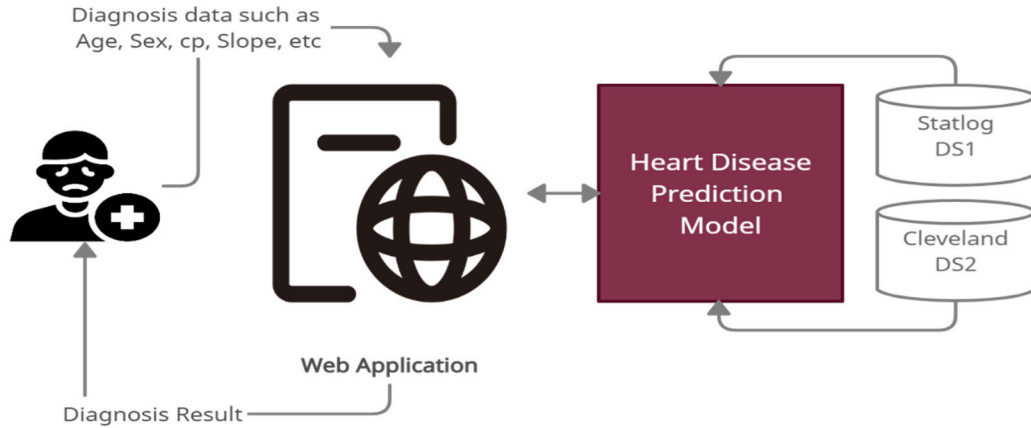 Diagnosis data such as
Age, Sex, cp, Slope, etc
Heart Disease
Prediction
Model
Statlog
DS1
Cleveland
DS2
Web Application
Diagnosis Result